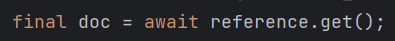 final doc = await reference.get();